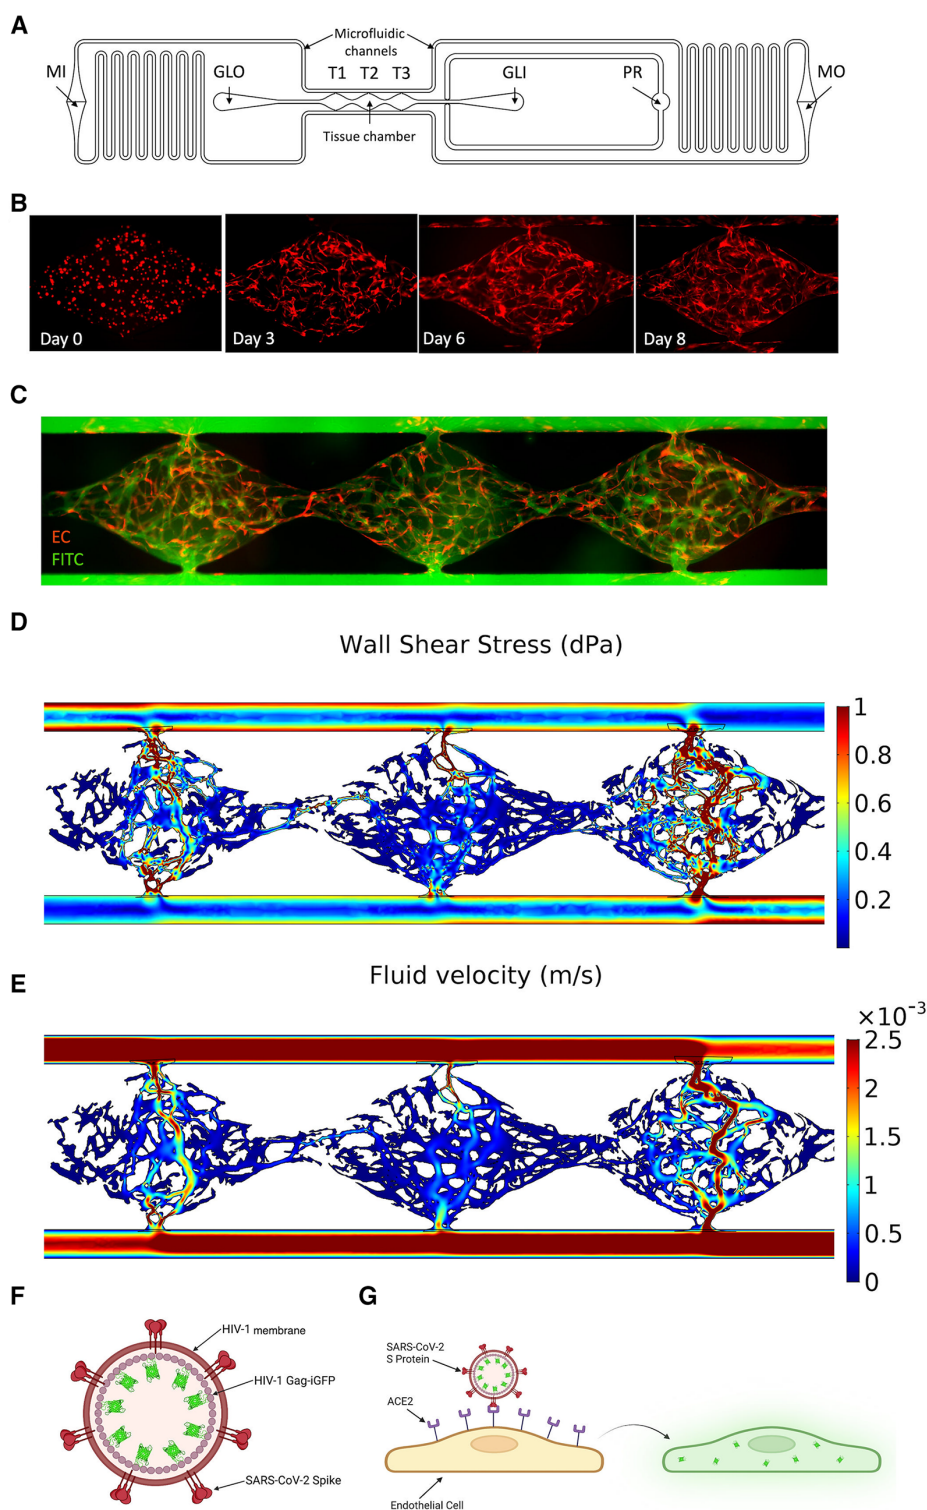 A
Microfluidic
channels
MI
GLO
T1
T2
T3
GLI
PR
MO
Tissue chamber
B
Day 0
Day 3
Day 6
Day 8
C
EC
FITC
D
Wall Shear Stress (dPa)
1
0.8
0.6
0.4
0.2
E
Fluid velocity (m/s)
×10⁻³
2.5
2
1.5
1
0.5
0
F
HIV-1 membrane
HIV-1 Gag-iGFP
SARS-CoV-2 Spike
G
SARS-CoV-2
S Protein
ACE2
Endothelial Cell